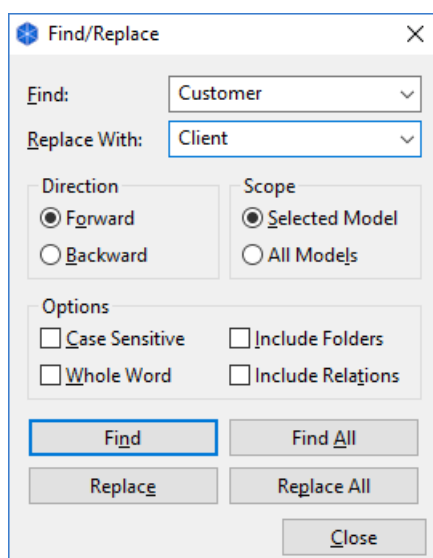 Find/Replace
Find: Customer
Replace With: Client
Direction Scope
Forward Selected Model
Backward All Models
Options
Case Sensitive Include Folders
Whole Word Include Relations
Find Find All
Replace Replace All
Close